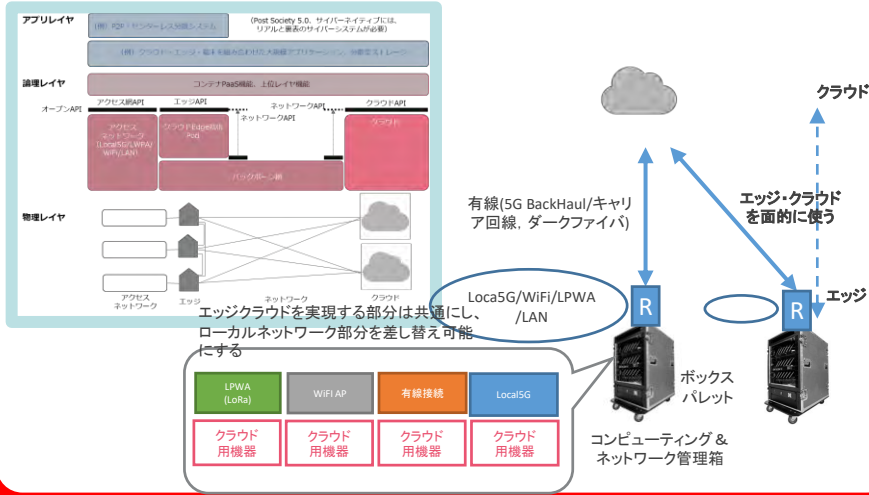 アプリレイヤ
(Post Society 5.0、サイバーネイティブには、
リアルと裏表のサイバーシステムが必要)
論理レイヤ
コンテナPaaS機能、上位レイヤ機能
オープンAPI
アクセス網API
エッジAPI
ネットワークAPI
クラウドAPI
ネットワークAPI
アクセス
ネットワーク
WiFi/LAN)
クラウド
バックボーン網
物理レイヤ
アクセス
ネットワーク
エッジ
ネットワーク
クラウド
クラウド
有線(5G BackHaul/キャリ
ア回線, ダークファイバ)
エッジ・クラウド
を面的に使う
エッジ
Loca5G/WiFi/LPWA
/LAN
R
R
エッジクラウドを実現する部分は共通にし、
ローカルネットワーク部分を差し替え可能
にする
LPWA
(LoRa)
WiFI AP
有線接続
Local5G
クラウド
用機器
クラウド
用機器
クラウド
用機器
クラウド
用機器
ボックス
パレット
コンピューティング &
ネットワーク管理箱